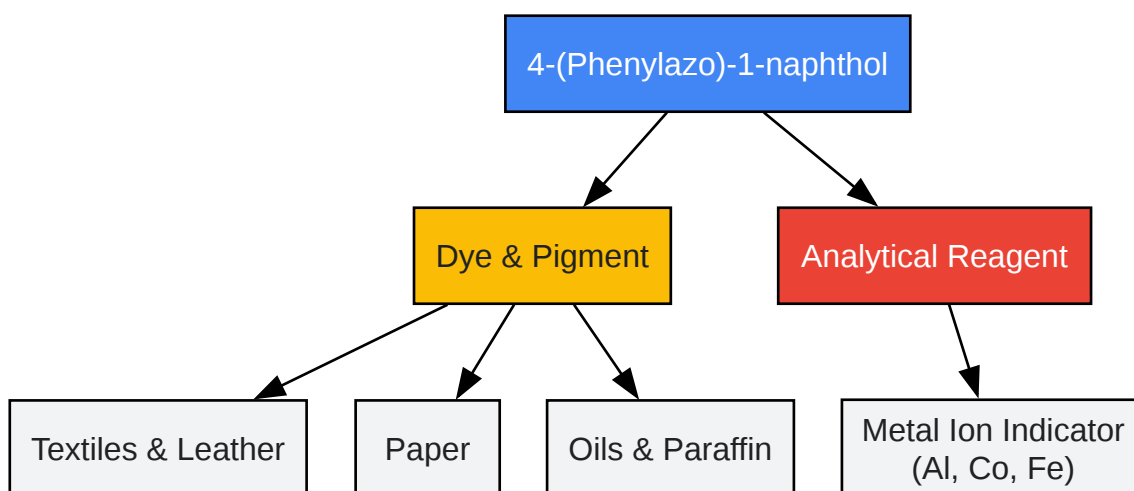 4-(Phenylazo)-1-naphthol
Dye & Pigment
Analytical Reagent
Textiles & Leather
Paper
Oils & Paraffin
Metal Ion Indicator
(Al, Co, Fe)